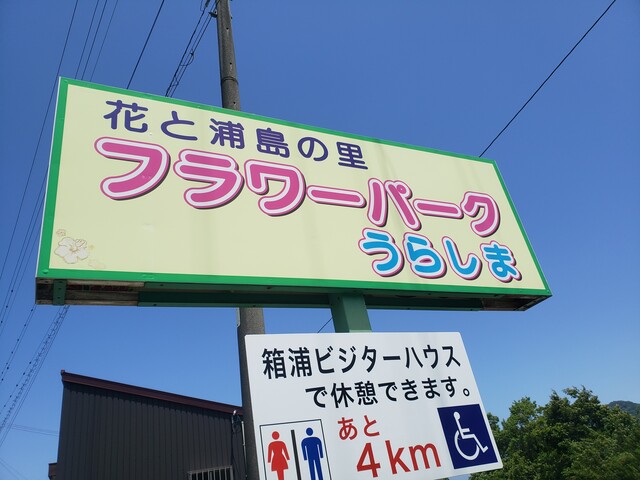 花と浦島の里
フラワーパーク
うらしま
箱浦ビジターハウス
で休憩できます。
あと
4km